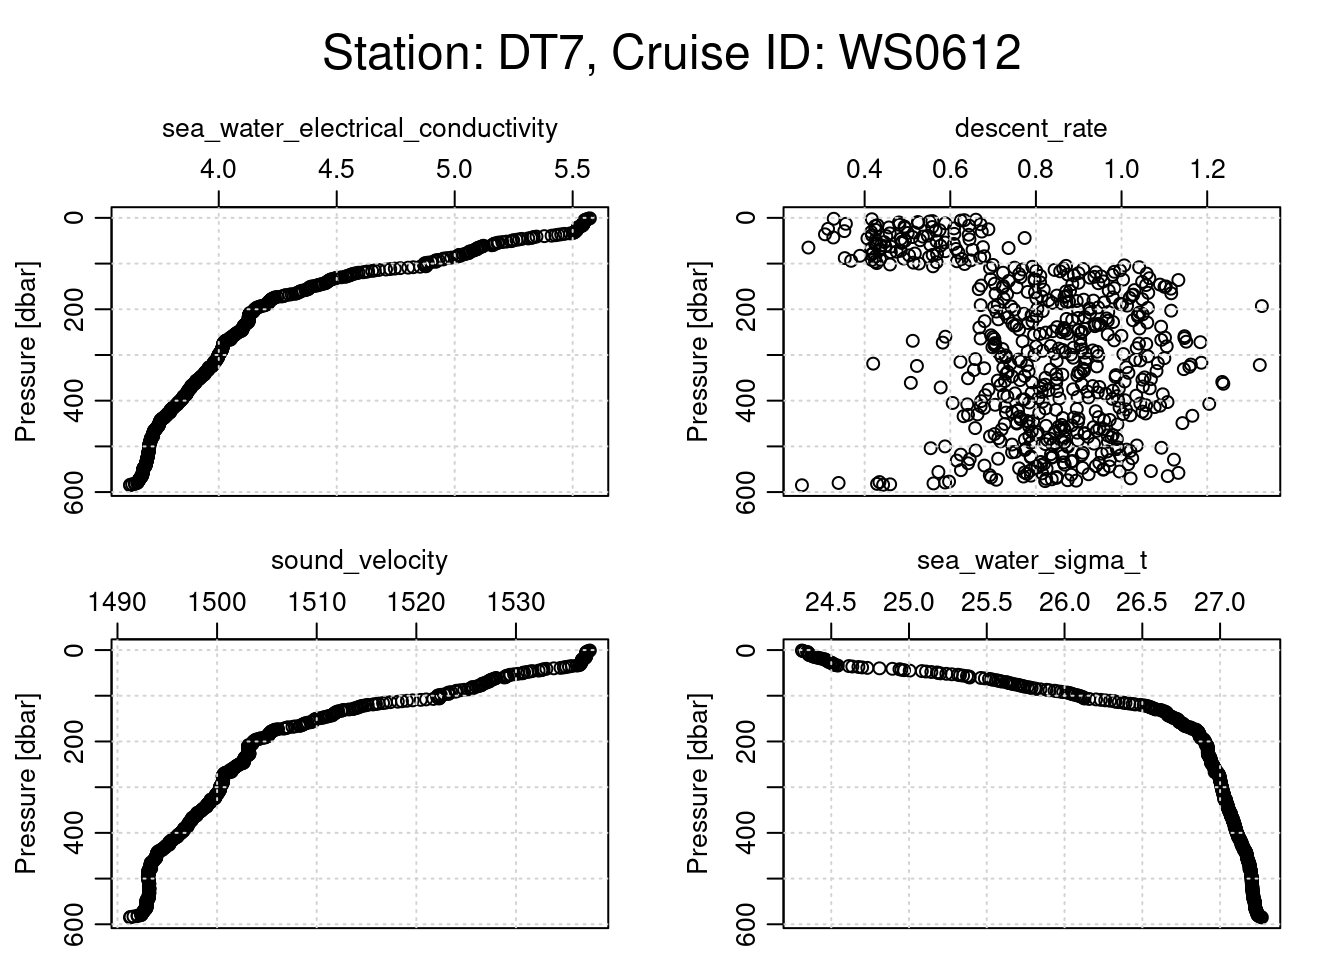 Station: DT7, Cruise ID: WS0612
sea_water_electrical_conductivity
4.0 4.5 5.0 5.5
Pressure [dbar]
0
200
400
600
descent_rate
0.4 0.6 0.8 1.0 1.2
Pressure [dbar]
0
200
400
600
sound_velocity
1490 1500 1510 1520 1530
Pressure [dbar]
0
200
400
600
sea_water_sigma_t
24.5 25.0 25.5 26.0 26.5 27.0
Pressure [dbar]
0
200
400
600